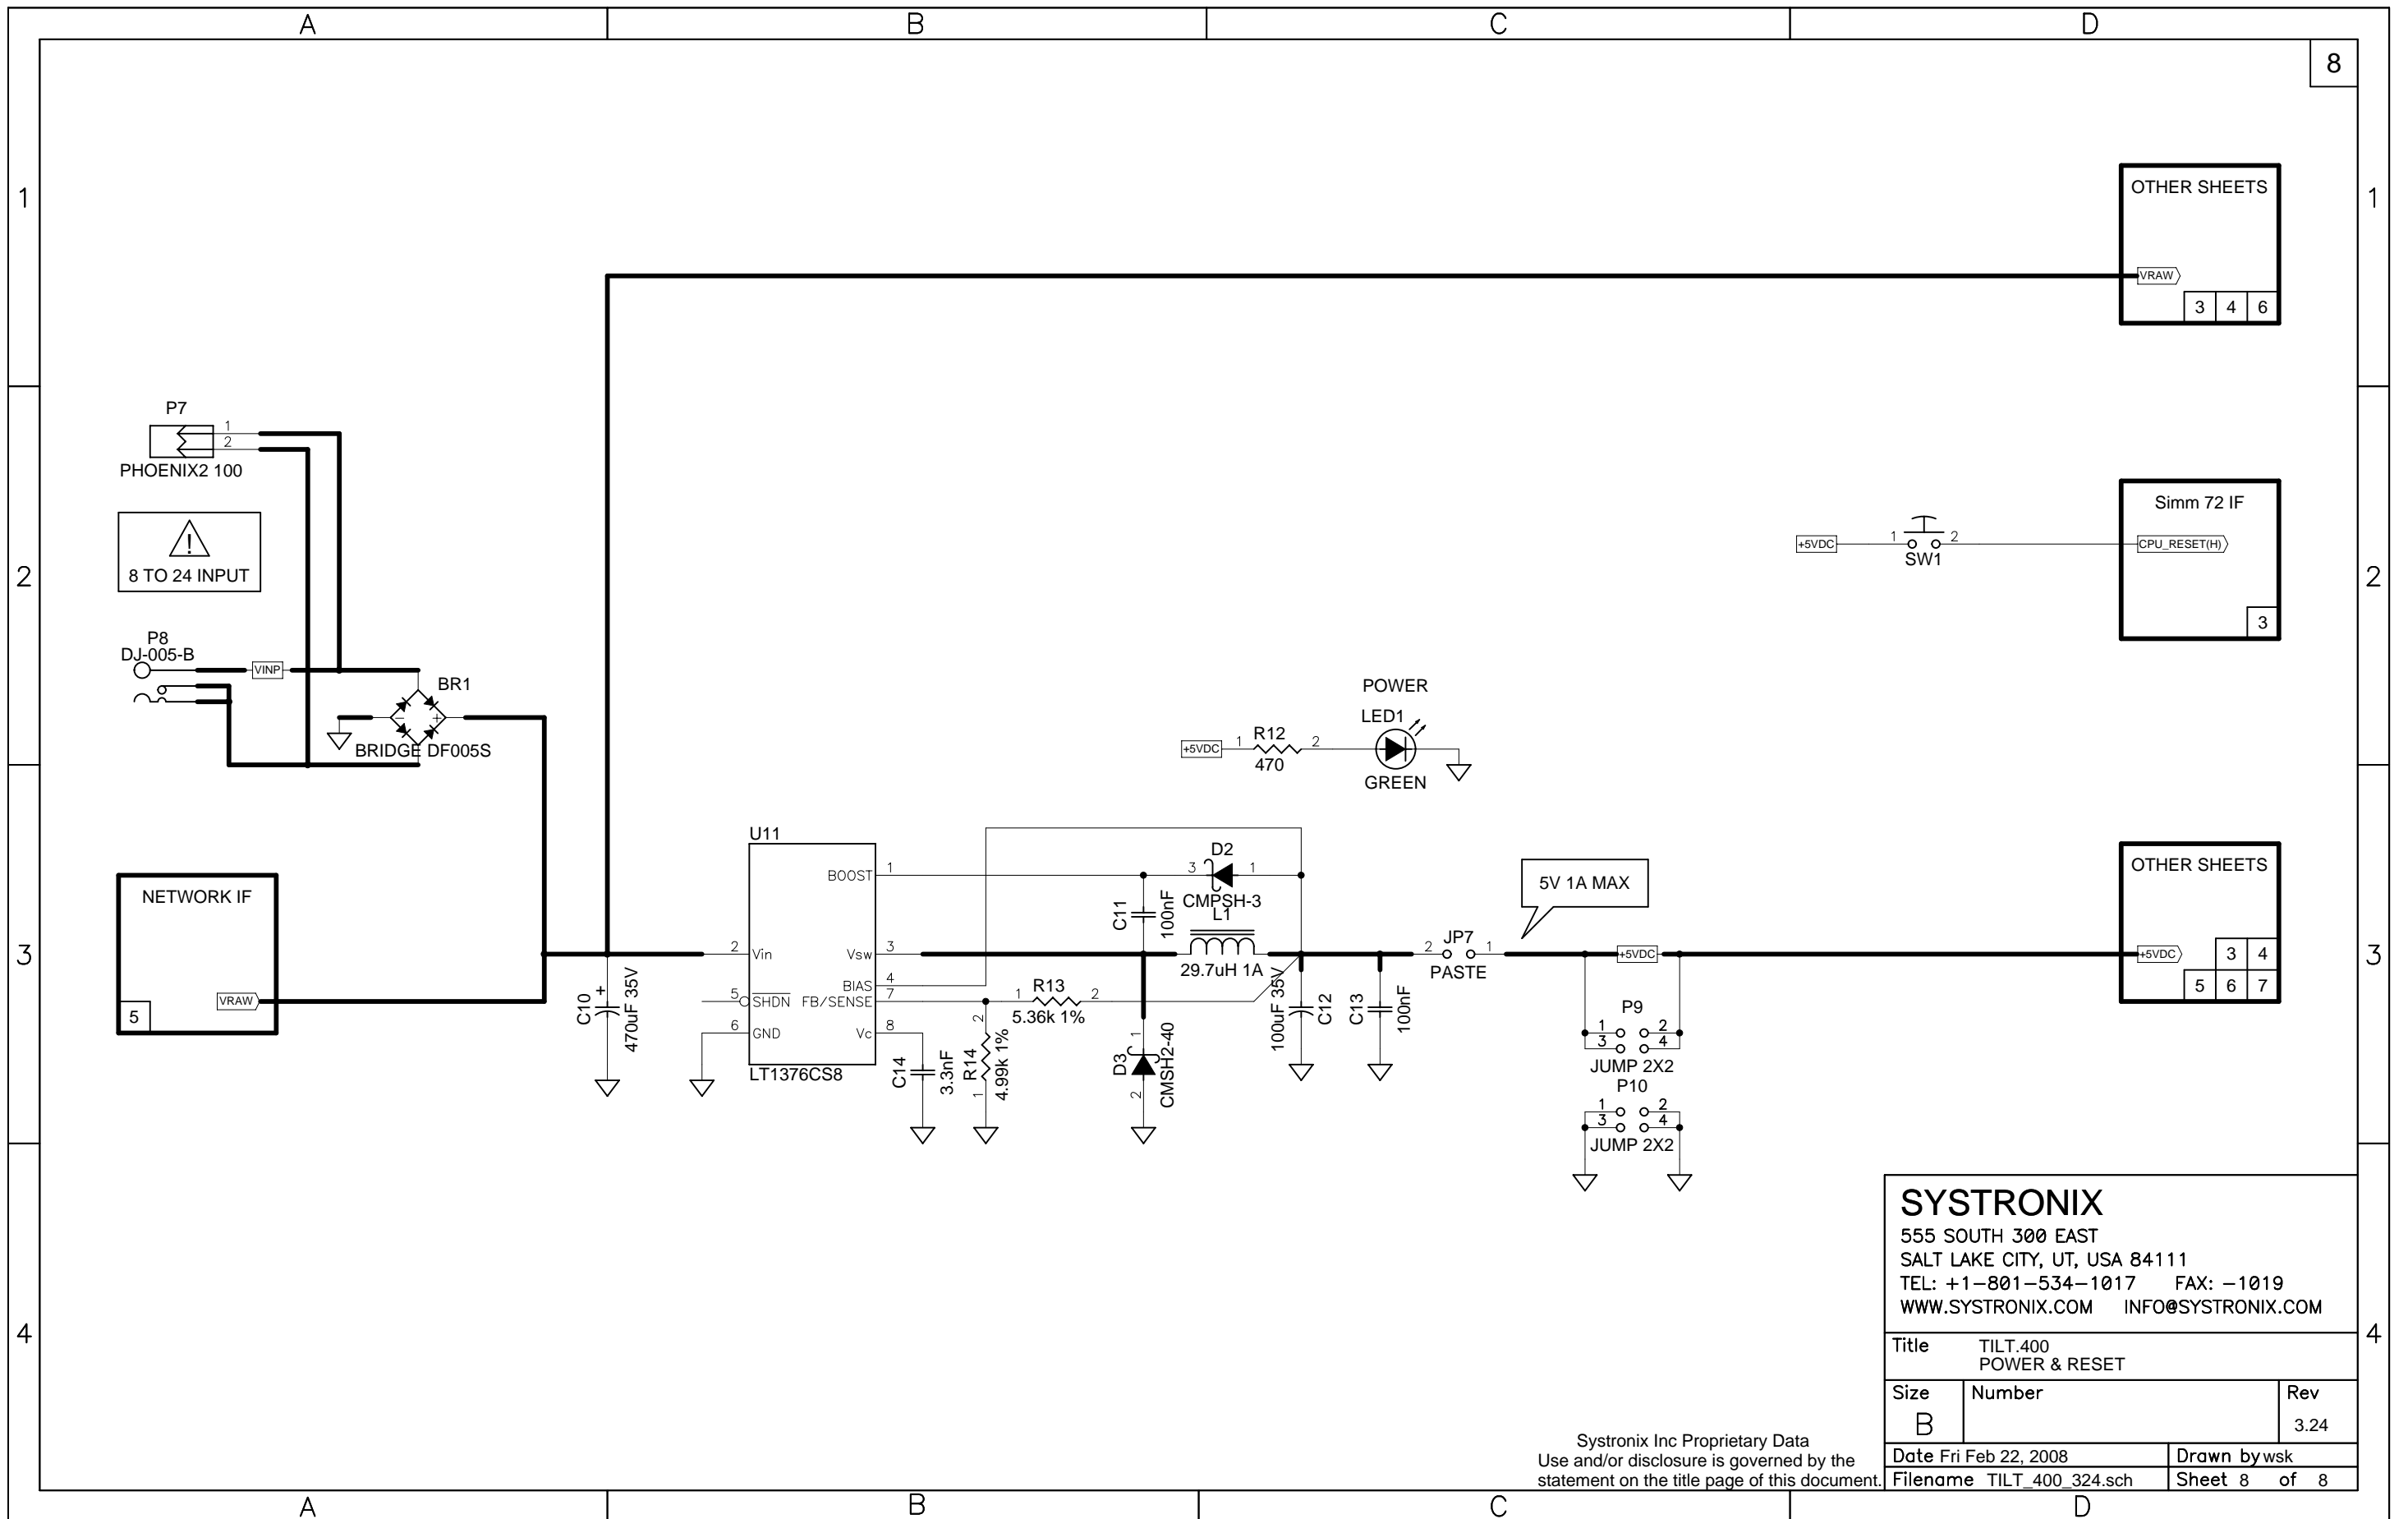 A
B
C
D
8
1
OTHER SHEETS
1
VRAW
3 4 6
P7
1
2
PHOENIX2 100
!
8 TO 24 INPUT
2
Simm 72 IF
+5VDC
1
2
SW1
CPU_RESET(H)
3
2
P8
DJ-005-B
VINP
BR1
- +
BRIDGE DF005S
POWER
LED1
+5VDC
1
R12
2
470
GREEN
U11
BOOST
1
Vin
2
Vsw
3
BIAS
4
SHDN
5
FB/SENSE
7
GND
6
Vc
8
LT1376CS8
3
D2
1
CMPSH-3
L1
29.7uH 1A
C11
100nF
5V 1A MAX
OTHER SHEETS
+5VDC
3 4
5 6 7
3
NETWORK IF
VRAW
5
C10
+
470uF 35V
1
R13
2
5.36k 1%
C14
3.3nF
2
R14
4.99k 1%
1
1
D3
CMSH2-40
2
100uF 35V
C12
C13
100nF
2
JP7
1
PASTE
+5VDC
3
P9
1 2
3 4
JUMP 2X2
P10
1 2
3 4
JUMP 2X2
4
SYSTRONIX
555 SOUTH 300 EAST
SALT LAKE CITY, UT, USA 84111
TEL: +1-801-534-1017 FAX: -1019
WWW.SYSTRONIX.COM INFO@SYSTRONIX.COM
Title TILT.400
POWER & RESET
Size Number Rev
B 3.24
Date Fri Feb 22, 2008 Drawn by wsk
Filename TILT_400_324.sch Sheet 8 of 8
4
Systronix Inc Proprietary Data
Use and/or disclosure is governed by the
statement on the title page of this document.
A
B
C
D